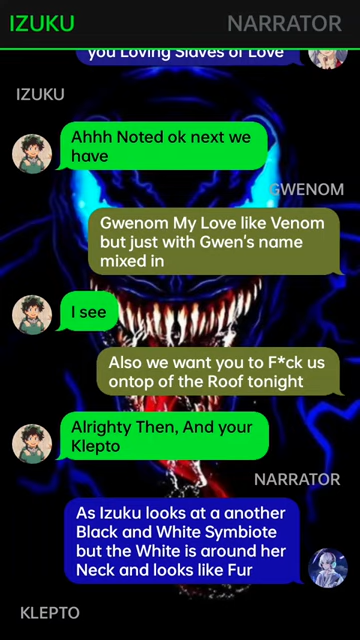 IZUKU NARRATOR
you Loving Slaves of Love
IZUKU
Ahhh Noted ok next we
have
GWENOM
Gwenom My Love like Venom
but just with Gwen's name
mixed in
I see
Also we want you to F*ck us
ontop of the Roof tonight
Alrighty Then, And your
Klepto
NARRATOR
As Izuku looks at a another
Black and White Symbiote
but the White is around her
Neck and looks like Fur
KLEPTO